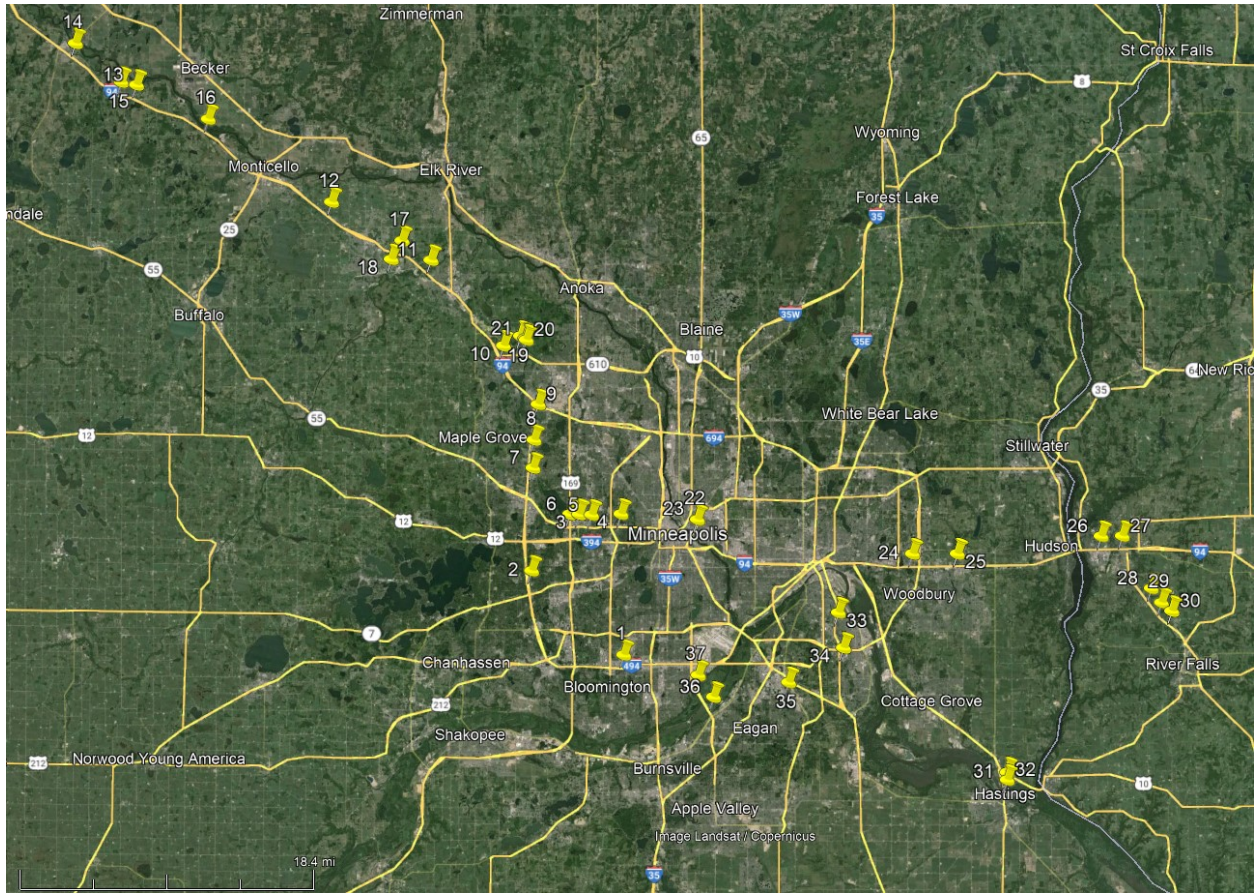 Zimmerman
14
St Croix Falls
Becker
13
94
15
8
16
Wyoming
65
Monticello
Elk River
12
Forest Lake
ndale
35
25
17
11
18
55
Anoka
Buffalo
35W
21
20
Blaine
10
19
35E
10
94
610
64
New Ric
35
9
55
8
White Bear Lake
12
Maple Grove
694
Stillwater
7
169
6
5
22
3
4
23
12
Minneapolis
26
27
394
24
Hudson
94
2
94
25
35W
28
29
Woodbury
30
33
7
1
34
Chanhassen
494
37
River Falls
Bloomington
36
35
212
Cottage Grove
Eagan
Shakopee
212
Norwood Young America
Burnsville
31
32
10
Hastings
Apple Valley
Image Landsat / Copernicus
18.4 mi
35